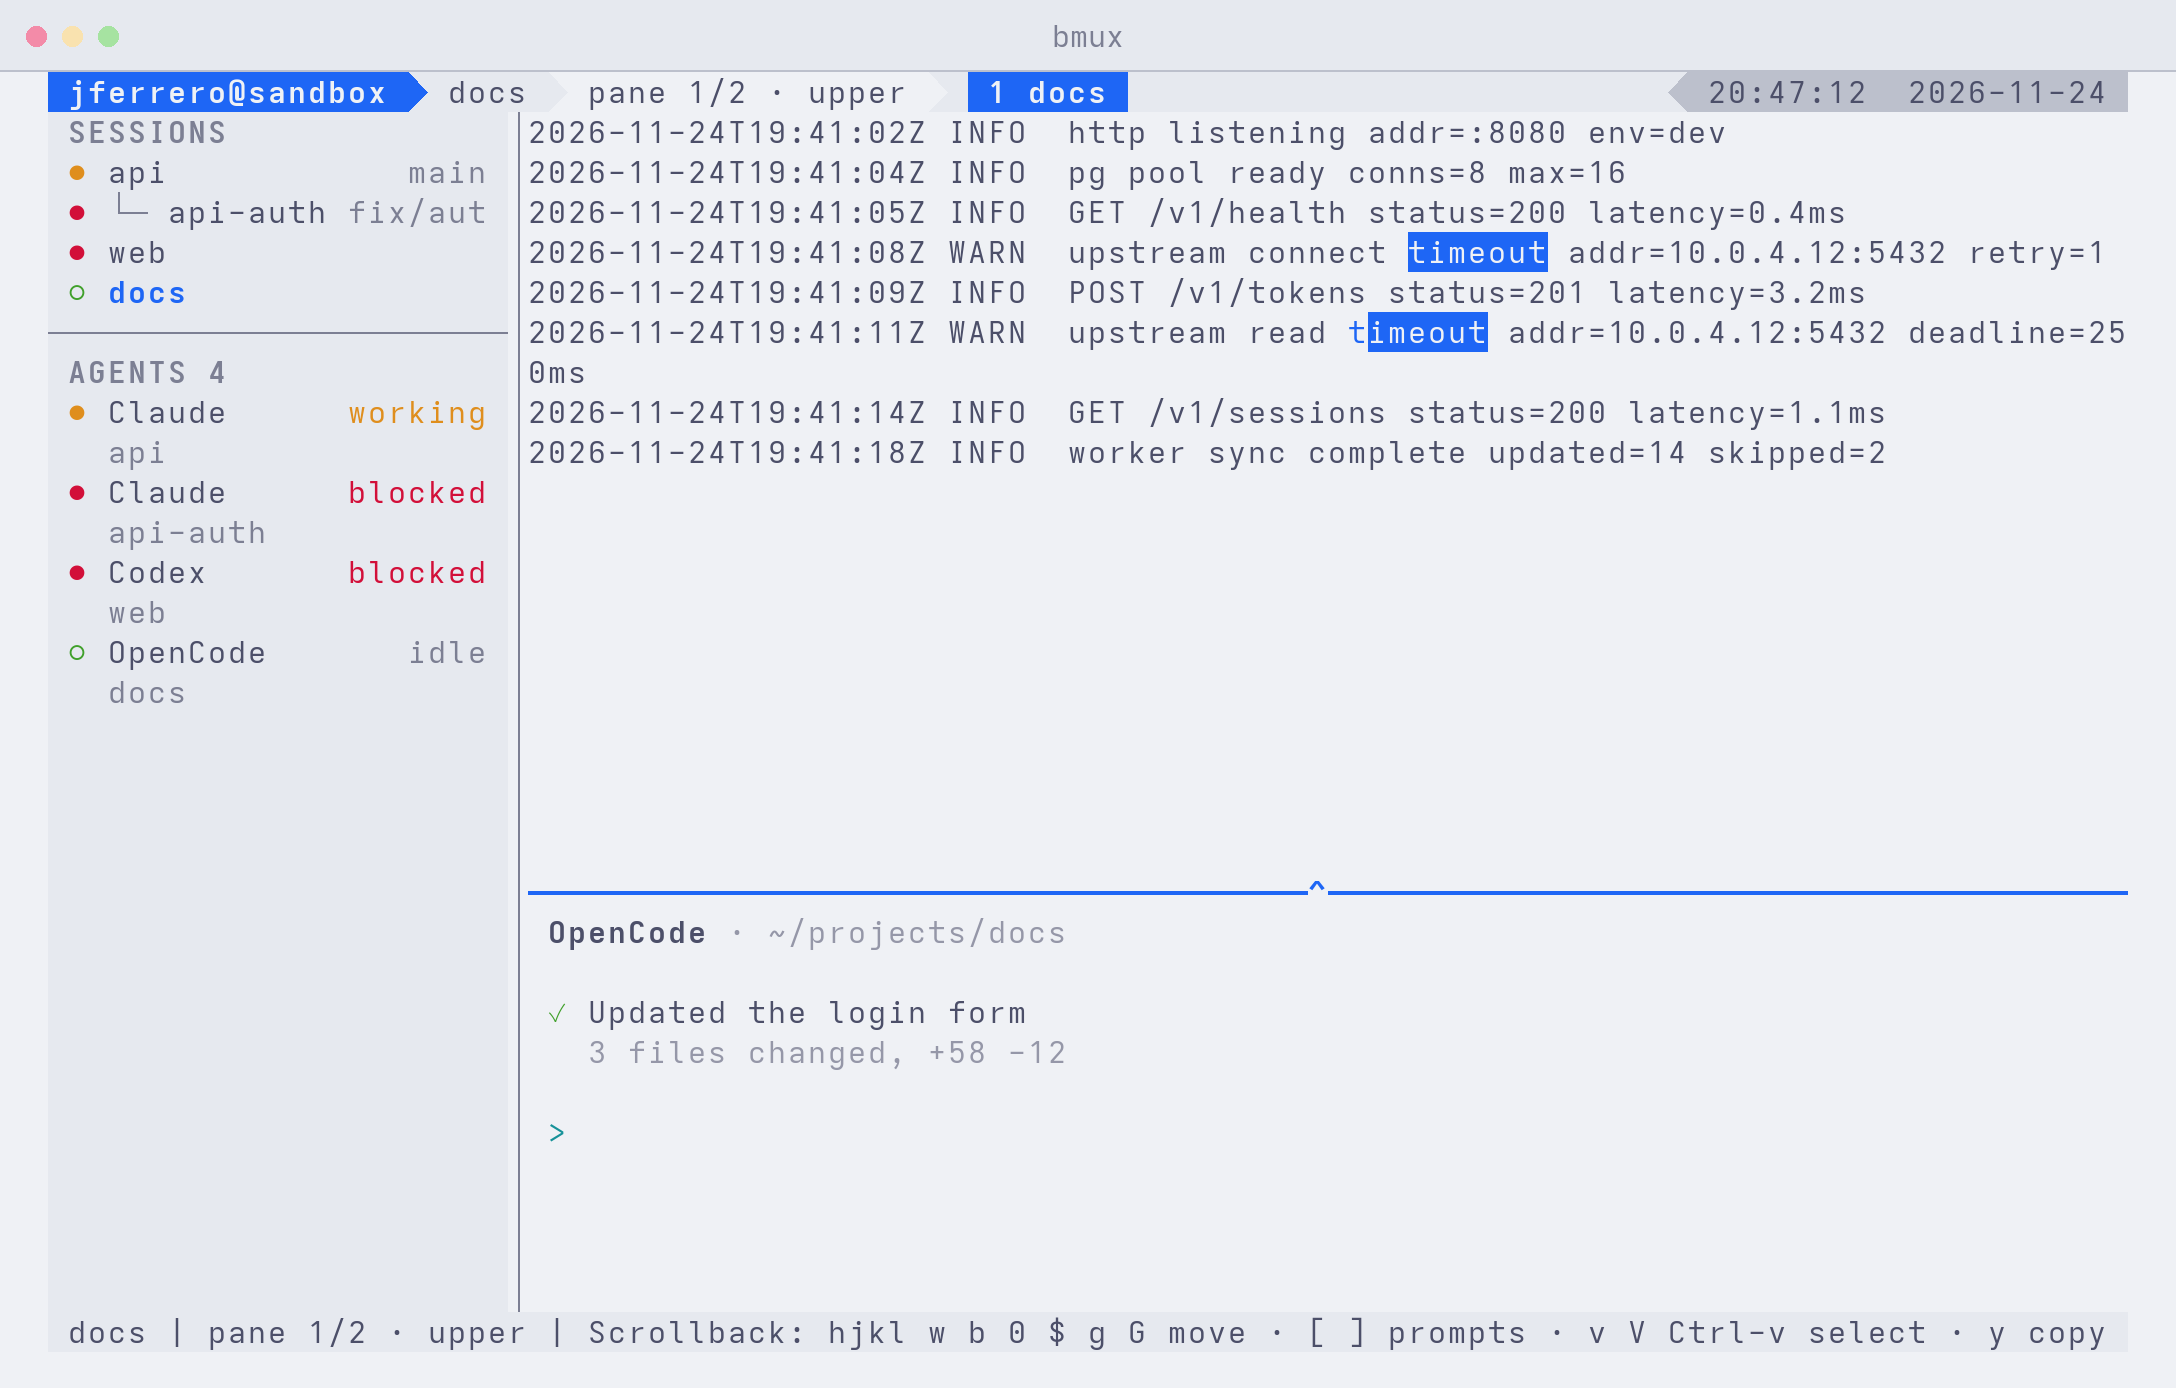 bmux
jferrero@sandbox docs pane 1/2 · upper 1 docs 20:47:12 2026-11-24
SESSIONS
● api main
● └─ api-auth fix/aut
● web
○ docs
AGENTS 4
● Claude working
api
● Claude blocked
api-auth
● Codex blocked
web
○ OpenCode idle
docs
2026-11-24T19:41:02Z INFO  http listening addr=:8080 env=dev
2026-11-24T19:41:04Z INFO  pg pool ready conns=8 max=16
2026-11-24T19:41:05Z INFO  GET /v1/health status=200 latency=0.4ms
2026-11-24T19:41:08Z WARN  upstream connect timeout addr=10.0.4.12:5432 retry=1
2026-11-24T19:41:09Z INFO  POST /v1/tokens status=201 latency=3.2ms
2026-11-24T19:41:11Z WARN  upstream read timeout addr=10.0.4.12:5432 deadline=25
0ms
2026-11-24T19:41:14Z INFO  GET /v1/sessions status=200 latency=1.1ms
2026-11-24T19:41:18Z INFO  worker sync complete updated=14 skipped=2
^
OpenCode · ~/projects/docs
✓ Updated the login form
3 files changed, +58 -12
>
docs | pane 1/2 · upper | Scrollback: hjkl w b 0 $ g G move · [ ] prompts · v V Ctrl-v select · y copy